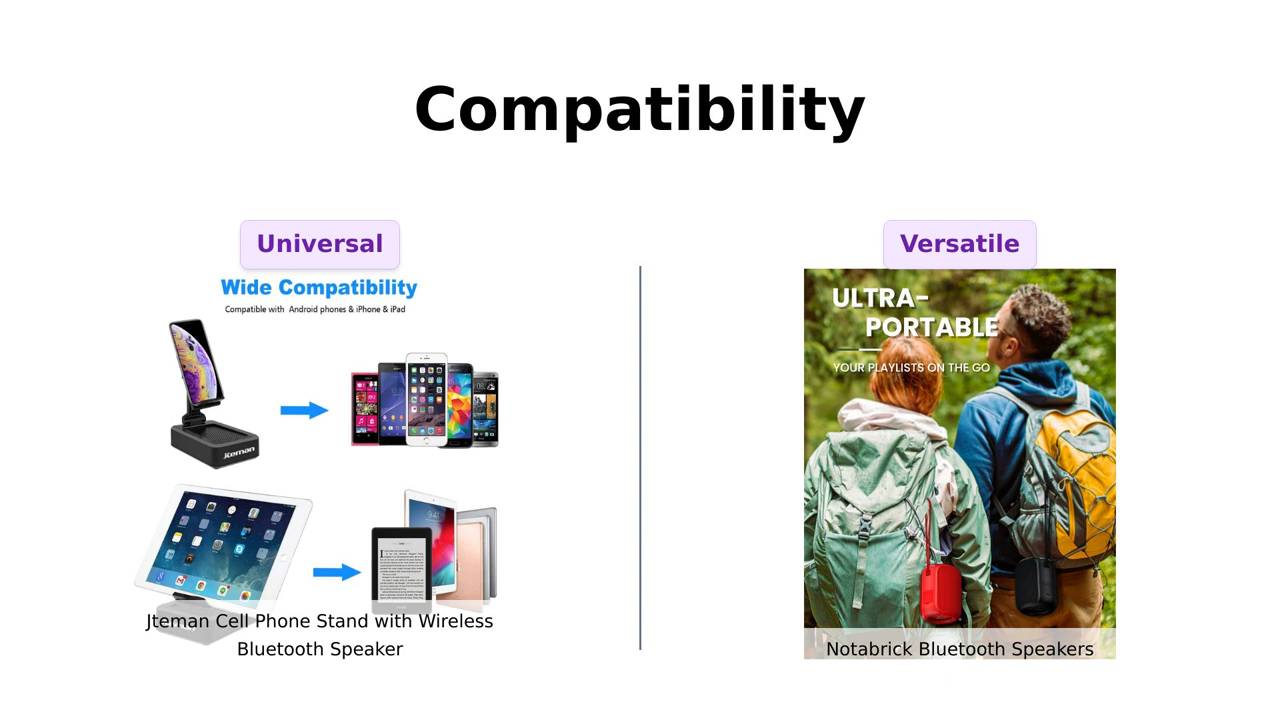 Compatibility
Universal
Wide Compatibility
Compatible with Android phones & iPhone & iPad
Jteman
Jteman Cell Phone Stand with Wireless
Bluetooth Speaker
Versatile
ULTRA-
PORTABLE
YOUR PLAYLISTS ON THE GO
Notabrick Bluetooth Speakers